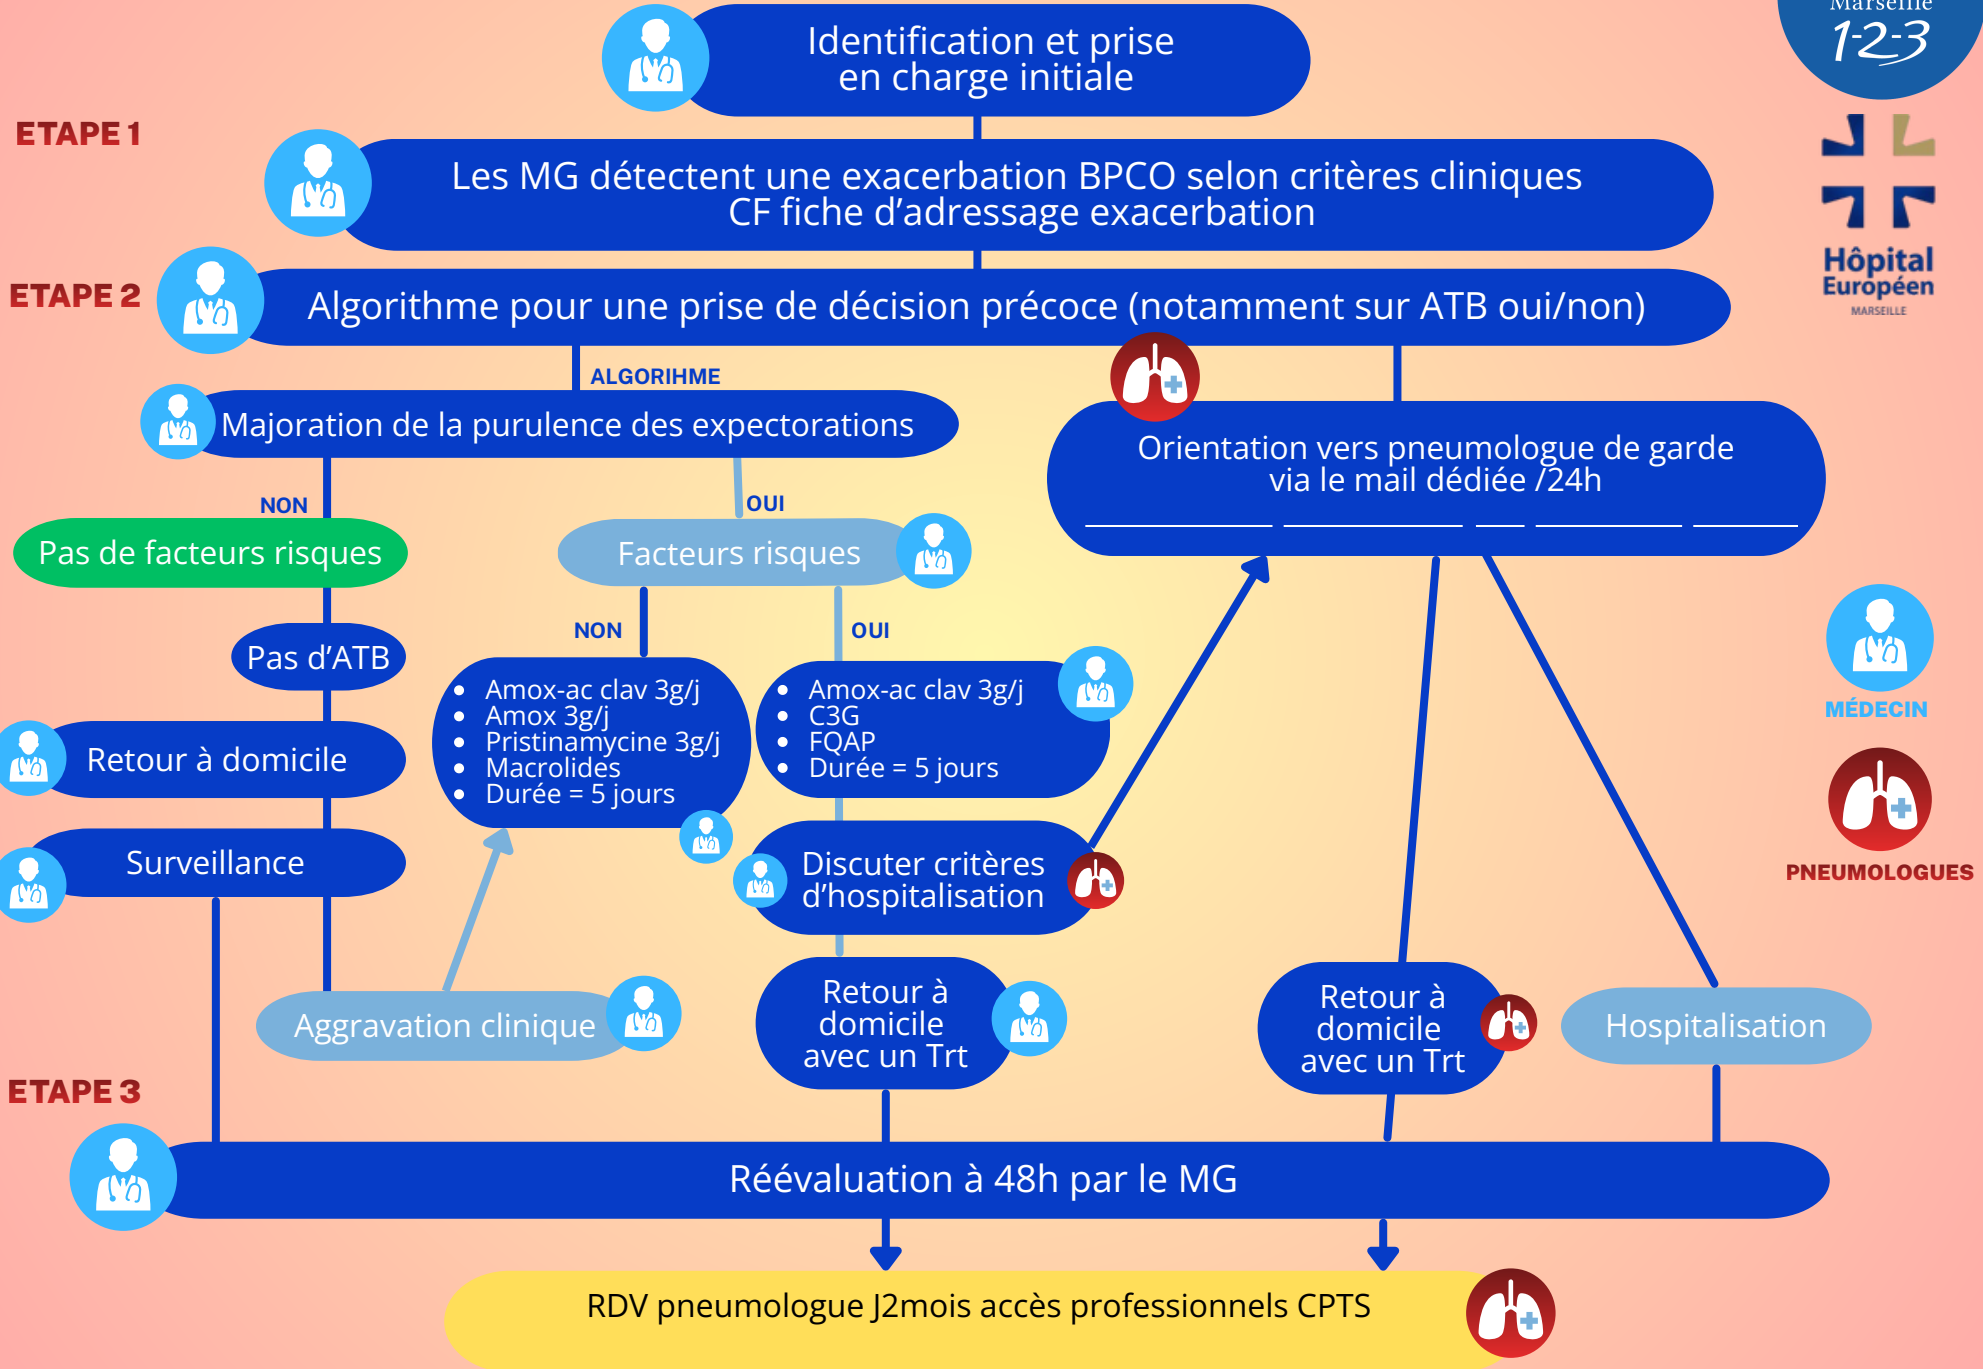 Marseille
1-2-3
Identification et prise
en charge initiale
ETAPE 1
Les MG détectent une exacerbation BPCO selon critères cliniques
CF fiche d'adressage exacerbation
Hôpital
Européen
MARSEILLE
ETAPE 2
Algorithme pour une prise de décision précoce (notamment sur ATB oui/non)
ALGORIHME
Majoration de la purulence des expectorations
Orientation vers pneumologue de garde
via le mail dédiée /24h
NON
OUI
Pas de facteurs risques
Facteurs risques
NON
OUI
Pas d'ATB
Amox-ac clav 3g/j
Amox 3g/j
Pristinamycine 3g/j
Macrolides
Durée = 5 jours
Amox-ac clav 3g/j
C3G
FQAP
Durée = 5 jours
MÉDECIN
PNEUMOLOGUES
Retour à domicile
Surveillance
Discuter critères
d'hospitalisation
Aggravation clinique
Retour à
domicile
avec un Trt
Retour à
domicile
avec un Trt
Hospitalisation
ETAPE 3
Réévaluation à 48h par le MG
RDV pneumologue J2mois accès professionnels CPTS